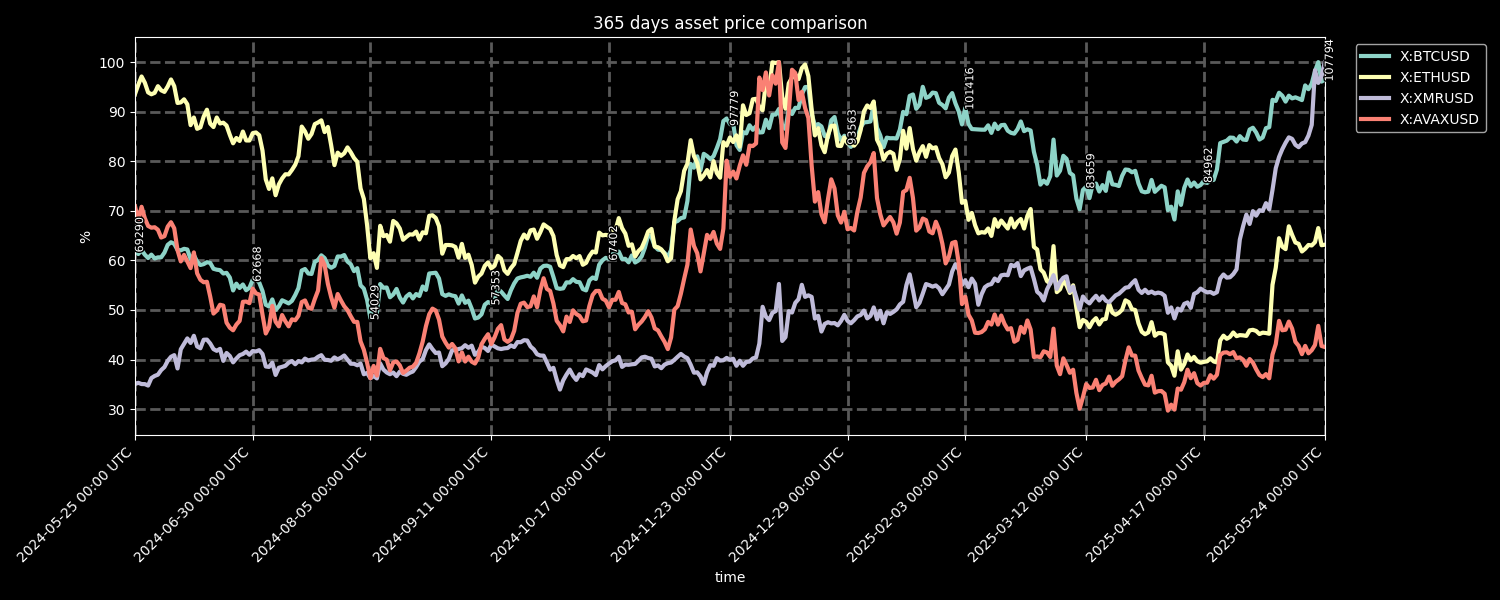 365 days asset price comparison
X:BTCUSD
X:ETHUSD
X:XMRUSD
X:AVAXUSD
%
100
90
80
70
60
50
40
30
69290
62668
54029
57353
67402
97779
93563
101416
83659
84962
107794
2024-05-25 00:00 UTC
2024-06-30 00:00 UTC
2024-08-05 00:00 UTC
2024-09-11 00:00 UTC
2024-10-17 00:00 UTC
2024-11-23 00:00 UTC
2024-12-29 00:00 UTC
2025-02-03 00:00 UTC
2025-03-12 00:00 UTC
2025-04-17 00:00 UTC
2025-05-24 00:00 UTC
time